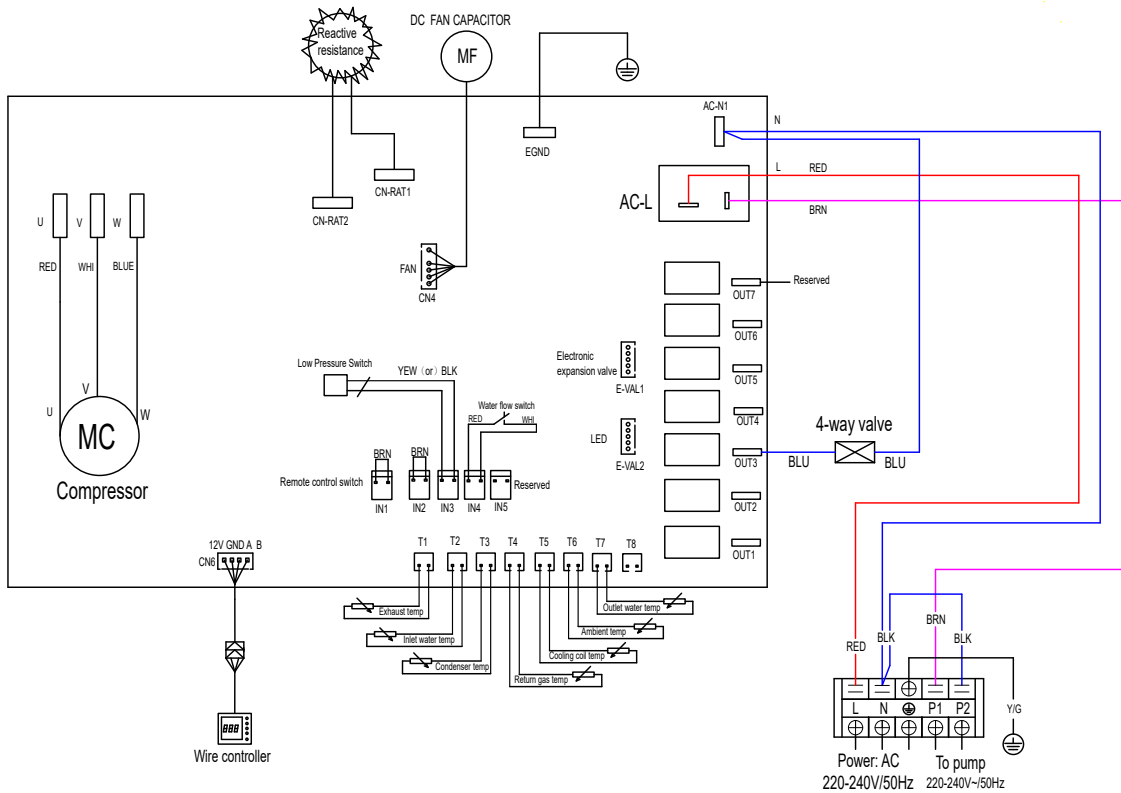 DC FAN CAPACITOR
Reactive
resistance
MF
AC-N1
N
EGND
L
RED
CN-RAT1
AC-L
BRN
CN-RAT2
U
V
W
RED
WHI
BLUE
FAN
CN4
Reserved
OUT7
OUT6
Electronic
expansion valve
E-VAL1
OUT5
Low Pressure Switch
YEW（or）BLK
Water flow switch
RED
WHI
OUT4
4-way valve
V
U
W
MC
LED
E-VAL2
OUT3
BLU
BLU
Compressor
BRN
BRN
Remote control switch
Reserved
IN1
IN2
IN3
IN4
IN5
OUT2
12V GND A B
CN6
T1
T2
T3
T4
T5
T6
T7
T8
OUT1
Exhaust temp
Outlet water temp
Inlet water temp
Ambient temp
Condenser temp
Cooling coil temp
Return gas temp
RED
BLK
BRN
BLK
L
N
P1
P2
Y/G
888
Wire controller
Power: AC
220-240V/50Hz
To pump
220-240V~/50Hz